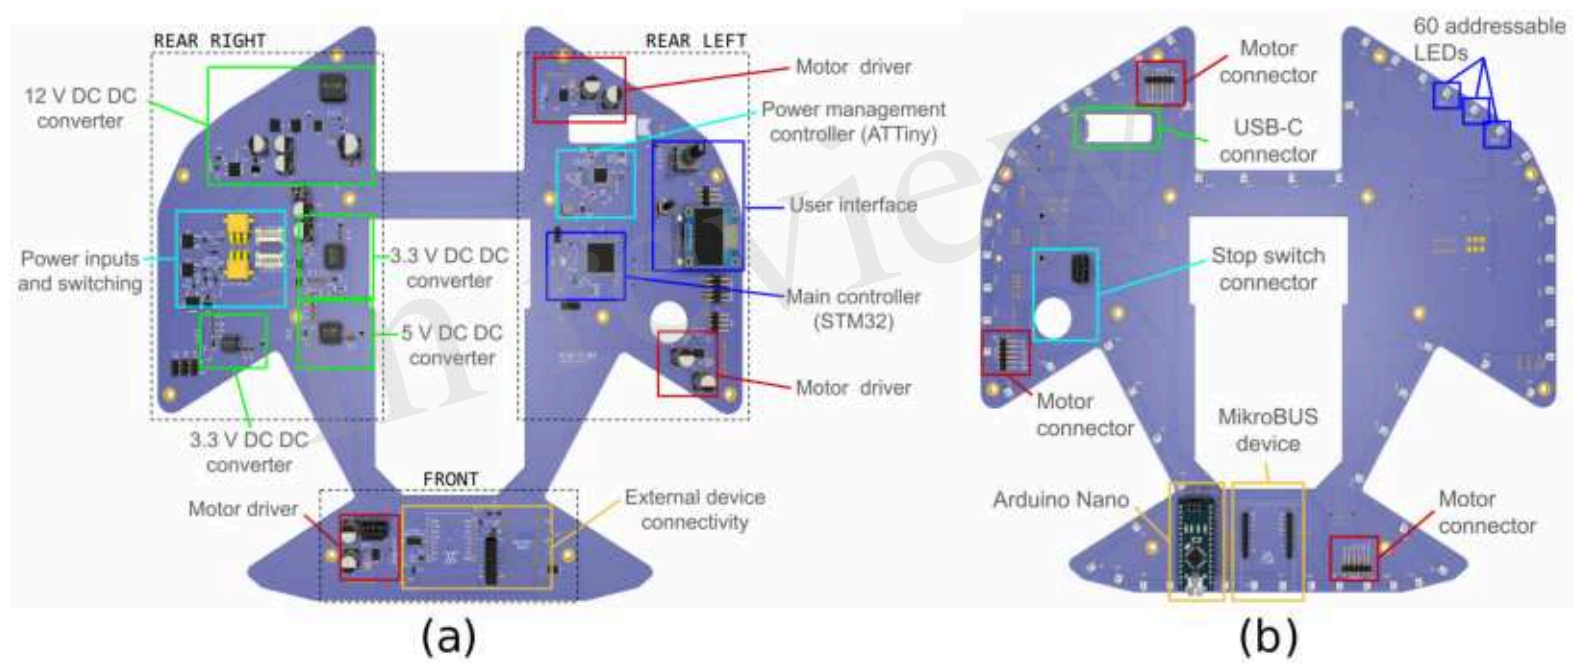 REAR RIGHT
REAR LEFT
12 V DC DC
converter
Motor driver
Power management
controller (ATTiny)
User interface
Power inputs
and switching
3.3 V DC DC
converter
Main controller
(STM32)
5 V DC DC
converter
Motor driver
3.3 V DC DC
converter
FRONT
Motor driver
External device
connectivity
(a)
60 addressable
LEDs
Motor
connector
USB-C
connector
Stop switch
connector
Motor
connector
MikroBUS
device
Arduino Nano
Motor
connector
(b)
In review